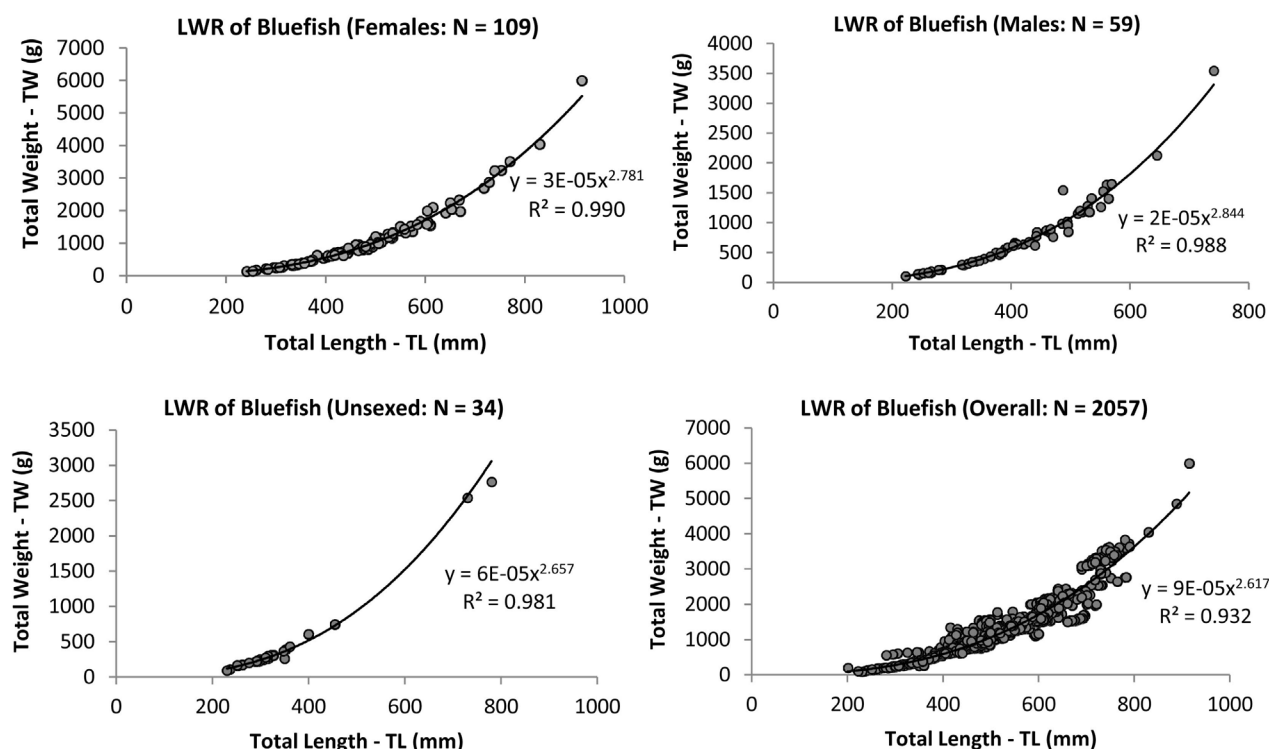 LWR of Bluefish (Females: N = 109)
Total Weight - TW (g)
7000
6000
5000
4000
3000
2000
1000
0
y = 3E-05x^2.781
R² = 0.990
0 200 400 600 800 1000
Total Length - TL (mm)
LWR of Bluefish (Males: N = 59)
Total Weight - TW (g)
4000
3500
3000
2500
2000
1500
1000
500
0
y = 2E-05x^2.844
R² = 0.988
0 200 400 600 800
Total Length - TL (mm)
LWR of Bluefish (Unsexed: N = 34)
Total Weight - TW (g)
3500
3000
2500
2000
1500
1000
500
0
y = 6E-05x^2.657
R² = 0.981
0 200 400 600 800 1000
Total Length - TL (mm)
LWR of Bluefish (Overall: N = 2057)
Total Weight - TW (g)
7000
6000
5000
4000
3000
2000
1000
0
y = 9E-05x^2.617
R² = 0.932
0 200 400 600 800 1000
Total Length - TL (mm)